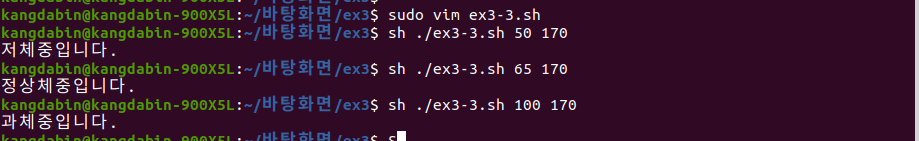 kangdabin@kangdabin-900X5L:~/바탕화면/ex3$ sudo vim ex3-3.sh
kangdabin@kangdabin-900X5L:~/바탕화면/ex3$ sh ./ex3-3.sh 50 170
저체중입니다.
kangdabin@kangdabin-900X5L:~/바탕화면/ex3$ sh ./ex3-3.sh 65 170
정상체중입니다.
kangdabin@kangdabin-900X5L:~/바탕화면/ex3$ sh ./ex3-3.sh 100 170
과체중입니다.
kangdabin@kangdabin-900X5L:~/바탕화면/ex3$